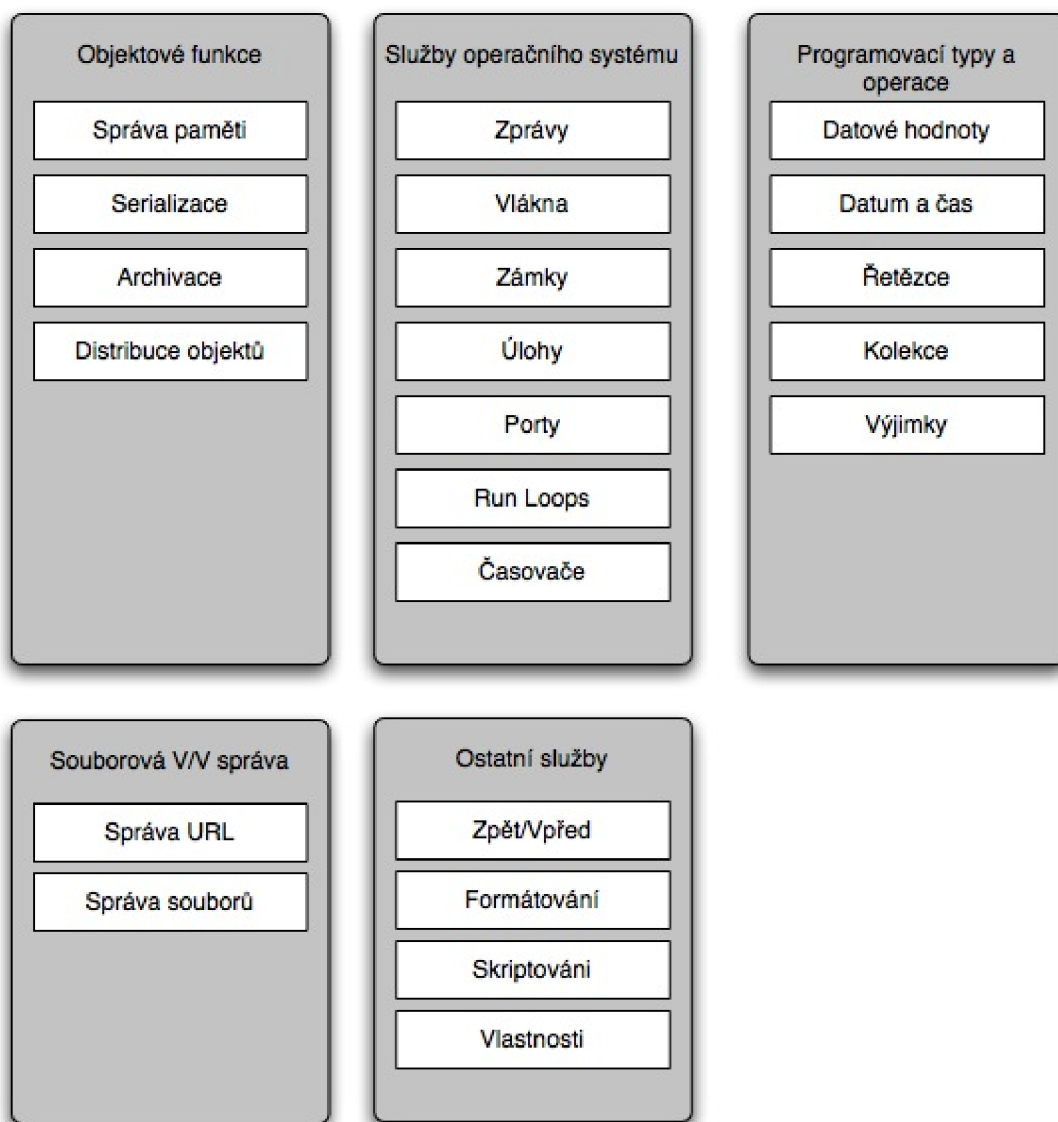 Objektové funkce
Správa paměti
Serializace
Archivace
Distribuce objektů
Služby operačního systému
Zprávy
Vlákna
Zámky
Úlohy
Porty
Run Loops
Časovače
Programovací typy a
operace
Datové hodnoty
Datum a čas
Řetězce
Kolekce
Výjimky
Souborová V/V správa
Správa URL
Správa souborů
Ostatní služby
Zpět/Vpřed
Formátování
Skriptováni
Vlastnosti